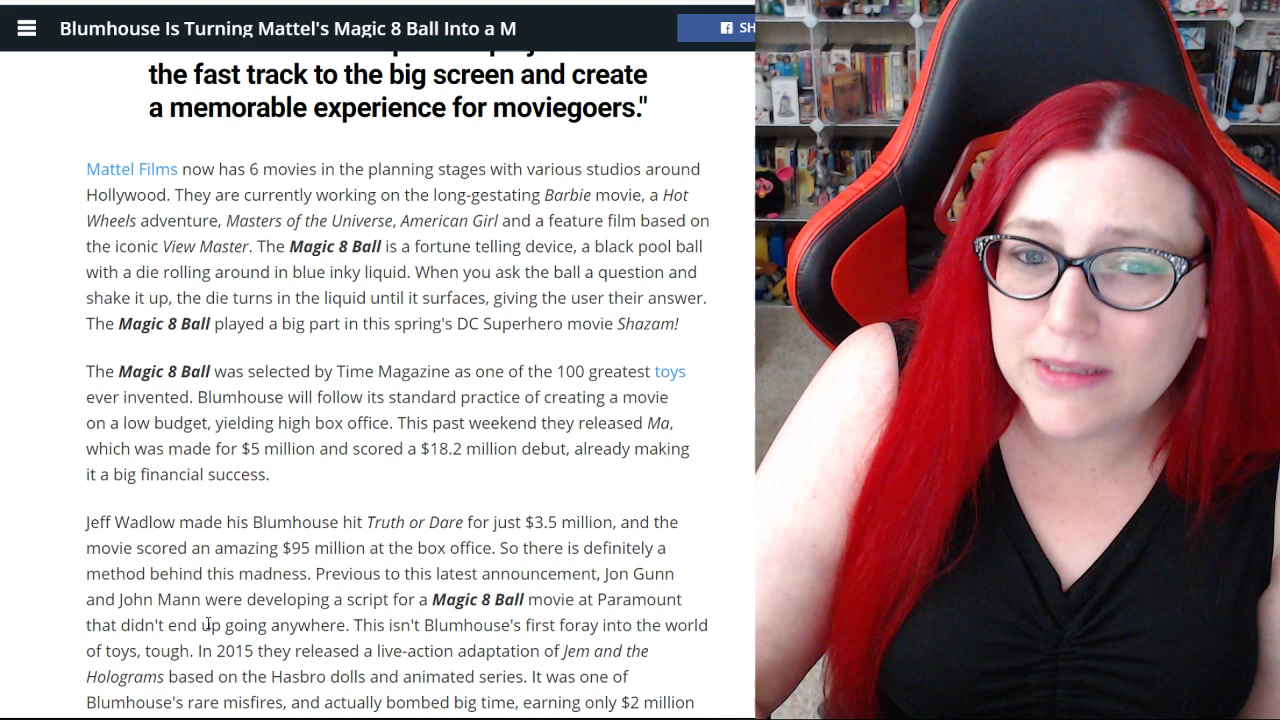 Blumhouse Is Turning Mattel's Magic 8 Ball Into a M
SH
the fast track to the big screen and create
a memorable experience for moviegoers."
Mattel Films now has 6 movies in the planning stages with various studios around
Hollywood. They are currently working on the long-gestating Barbie movie, a Hot
Wheels adventure, Masters of the Universe, American Girl and a feature film based on
the iconic View Master. The Magic 8 Ball is a fortune telling device, a black pool ball
with a die rolling around in blue inky liquid. When you ask the ball a question and
shake it up, the die turns in the liquid until it surfaces, giving the user their answer.
The Magic 8 Ball played a big part in this spring's DC Superhero movie Shazam!
The Magic 8 Ball was selected by Time Magazine as one of the 100 greatest toys
ever invented. Blumhouse will follow its standard practice of creating a movie
on a low budget, yielding high box office. This past weekend they released Ma,
which was made for $5 million and scored a $18.2 million debut, already making
it a big financial success.
Jeff Wadlow made his Blumhouse hit Truth or Dare for just $3.5 million, and the
movie scored an amazing $95 million at the box office. So there is definitely a
method behind this madness. Previous to this latest announcement, Jon Gunn
and John Mann were developing a script for a Magic 8 Ball movie at Paramount
that didn't end up going anywhere. This isn't Blumhouse's first foray into the world
of toys, tough. In 2015 they released a live-action adaptation of Jem and the
Holograms based on the Hasbro dolls and animated series. It was one of
Blumhouse's rare misfires, and actually bombed big time, earning only $2 million